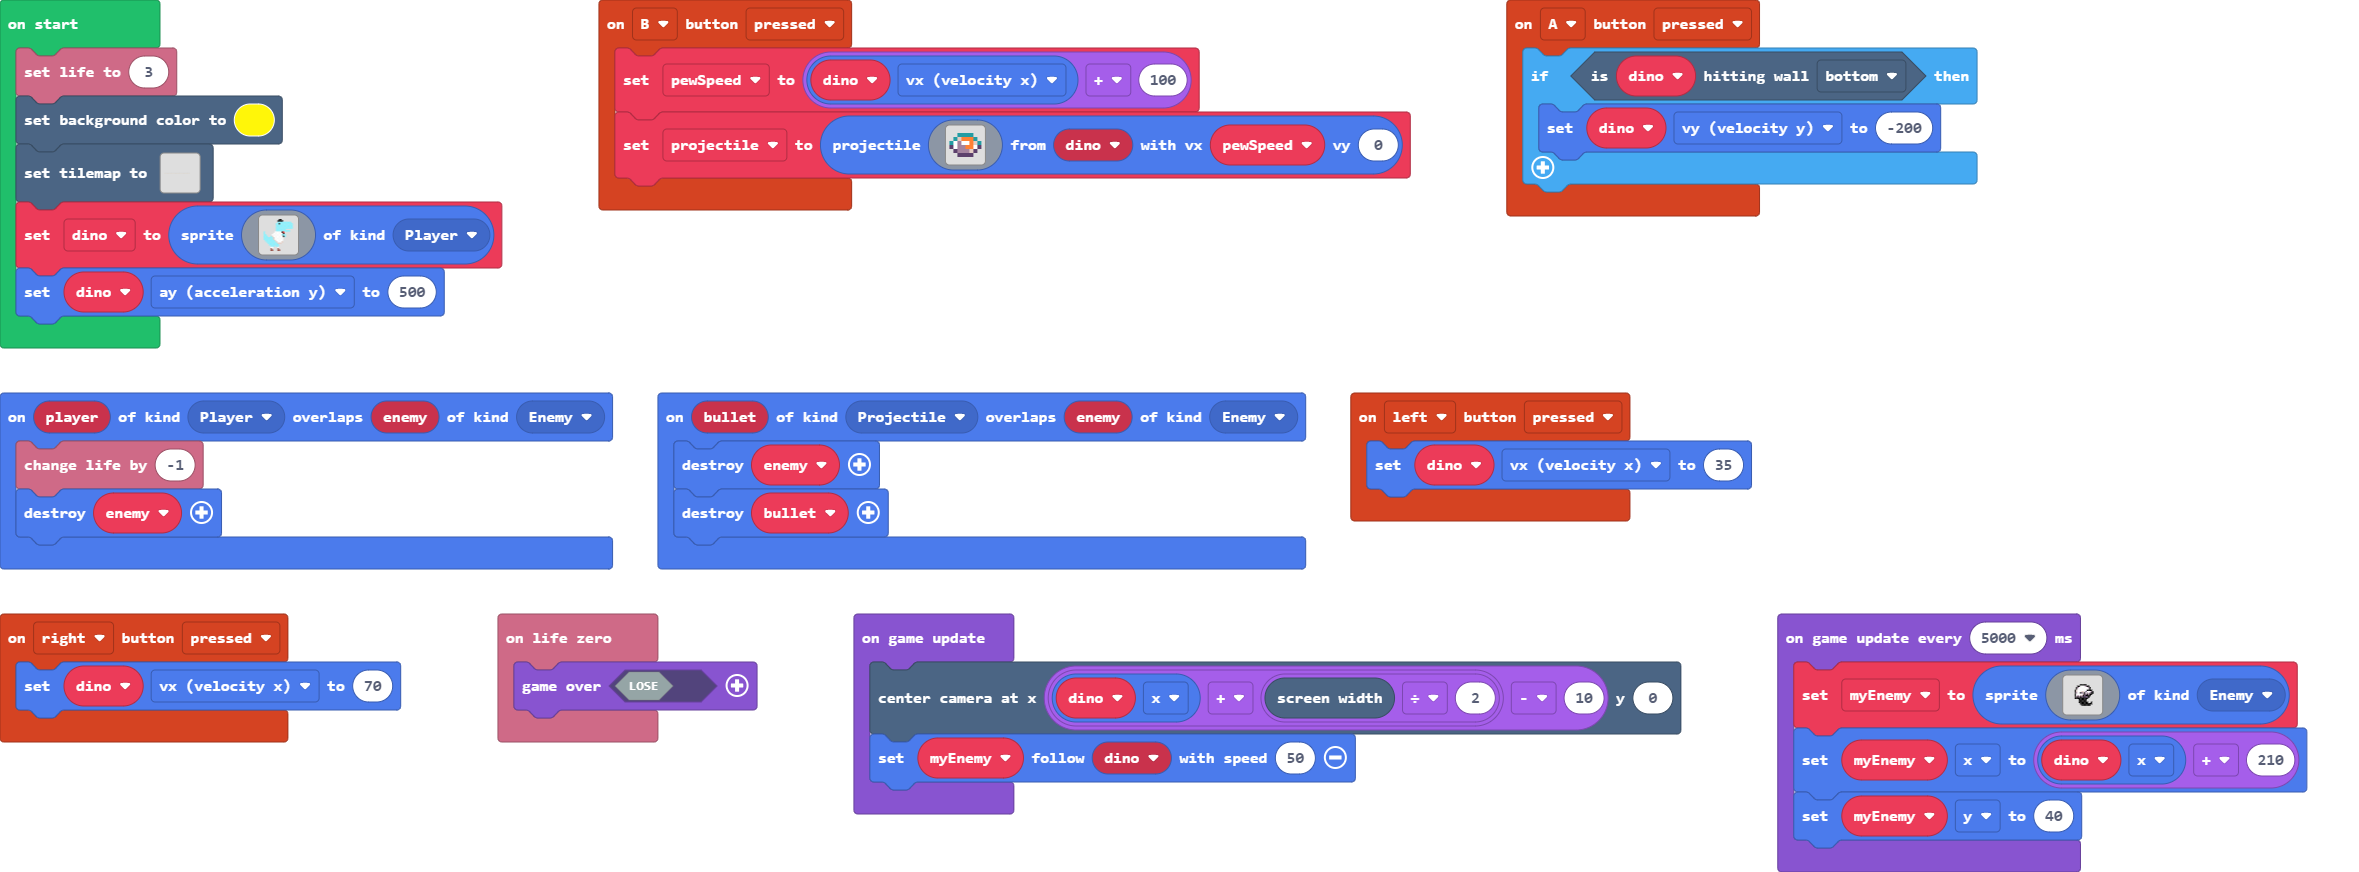 on start
set life to 3
set background color to
set tilemap to
set dino to sprite of kind Player
set dino ay (acceleration y) to 500
on B button pressed
set pewSpeed to dino vx (velocity x) + 100
set projectile to projectile from dino with vx pewSpeed vy 0
on A button pressed
if is dino hitting wall bottom then
set dino vy (velocity y) to -200
on player of kind Player overlaps enemy of kind Enemy
change life by -1
destroy enemy
on bullet of kind Projectile overlaps enemy of kind Enemy
destroy enemy
destroy bullet
on left button pressed
set dino vx (velocity x) to 35
on right button pressed
set dino vx (velocity x) to 70
on life zero
game over LOSE
on game update
center camera at x dino x + screen width ÷ 2 - 10 y 0
set myEnemy follow dino with speed 50
on game update every 5000 ms
set myEnemy to sprite of kind Enemy
set myEnemy x to dino x + 210
set myEnemy y to 40